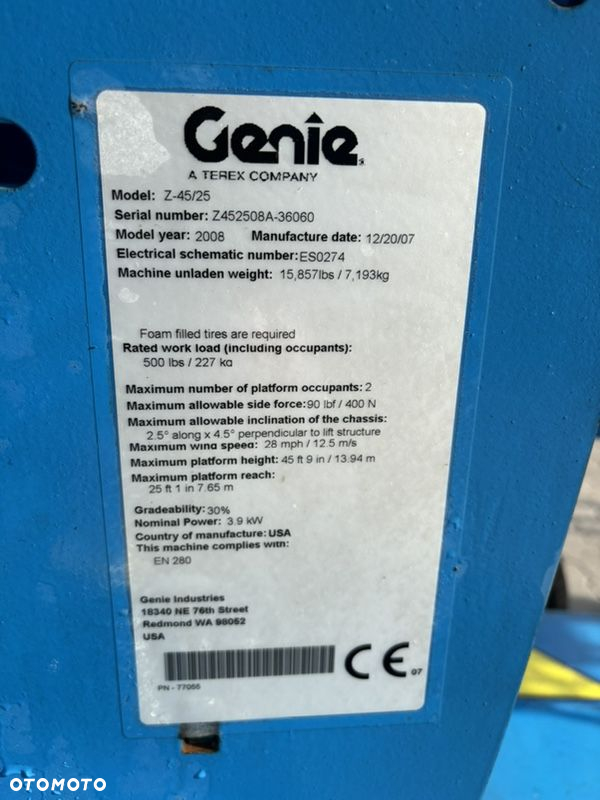 Genie
A TEREX COMPANY
Model: Z-45/25
Serial number: Z452508A-36060
Model year: 2008 Manufacture date: 12/20/07
Electrical schematic number: ES0274
Machine unladen weight: 15,857lbs / 7,193kg
Foam filled tires are required
Rated work load (including occupants):
500 lbs / 227 kg
Maximum number of platform occupants: 2
Maximum allowable side force: 90 lbf / 400 N
Maximum allowable inclination of the chassis:
2.5° along x 4.5° perpendicular to lift structure
Maximum wind speed: 28 mph / 12.5 m/s
Maximum platform height: 45 ft 9 in / 13.94 m
Maximum platform reach:
25 ft 1 in 7.65 m
Gradeability: 30%
Nominal Power: 3.9 kW
Country of manufacture: USA
This machine complies with:
EN 280
Genie Industries
18340 NE 76th Street
Redmond WA 98052
USA
CE 07
PN - 77055
OTOMOTO